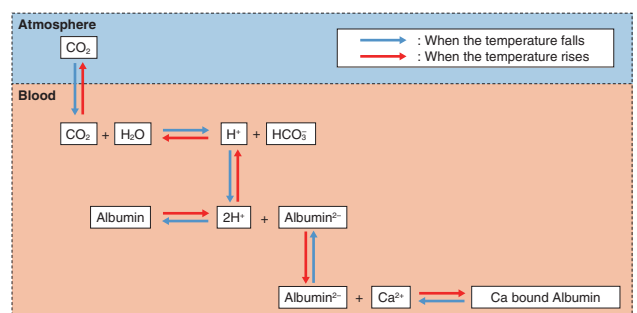 Atmosphere
CO₂
: When the temperature falls
: When the temperature rises
Blood
CO₂ + H₂O H⁺ + HCO₃⁻
Albumin 2H⁺ + Albumin²⁻
Albumin²⁻ + Ca²⁺ Ca bound Albumin